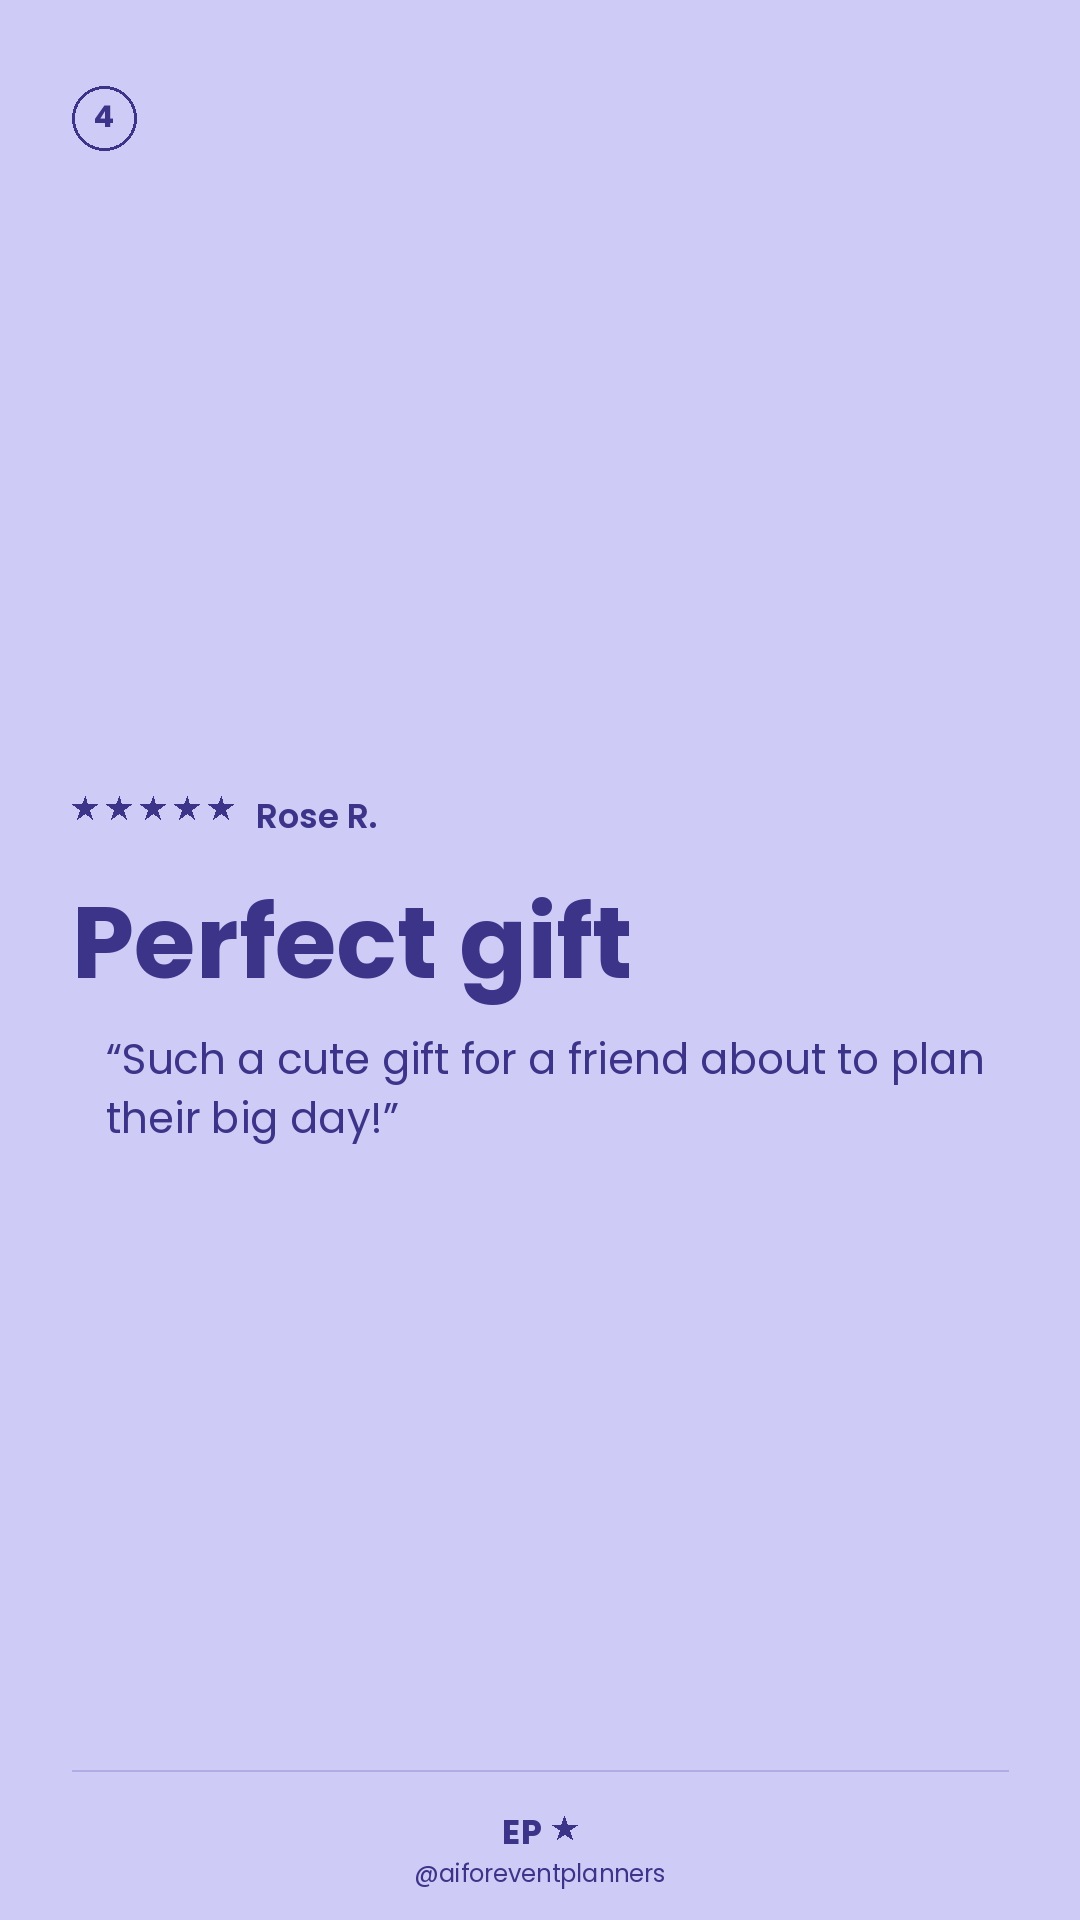 4
★★★★★ Rose R.
Perfect gift
“Such a cute gift for a friend about to plan
their big day!”
EP ★
@aiforeventplanners